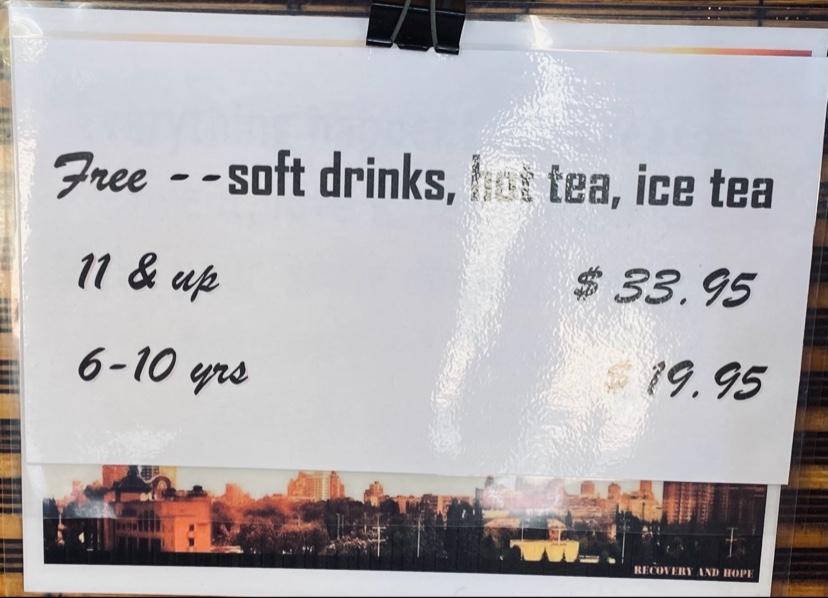 Free --soft drinks, hot tea, ice tea
11 & up $ 33.95
6-10 yrs $ 19.95
RECOVERY AND HOPE